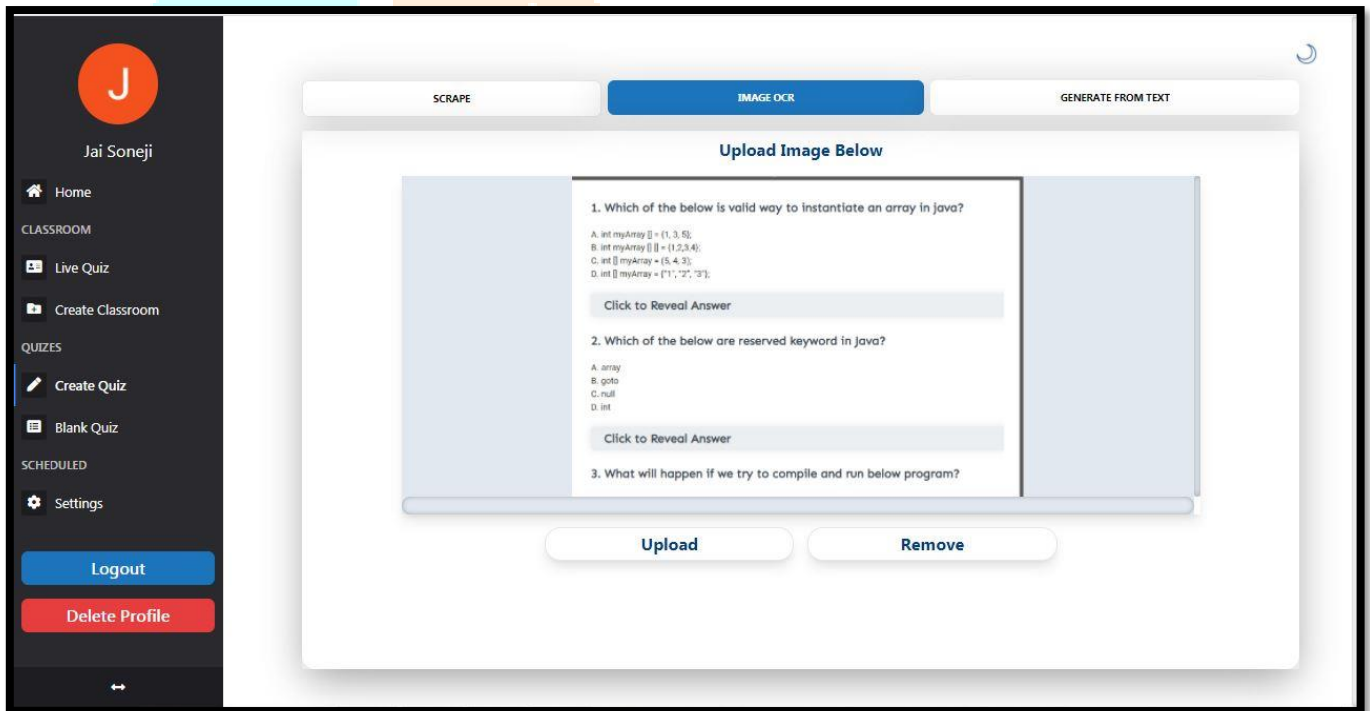 J
Jai Soneji
Home
CLASSROOM
Live Quiz
Create Classroom
QUIZES
Create Quiz
Blank Quiz
SCHEDULED
Settings
Logout
Delete Profile
SCRAPE
IMAGE OCR
GENERATE FROM TEXT
Upload Image Below
1. Which of the below is valid way to instantiate an array in java?
A. int myArray [] = {1, 3, 5};
B. int myArray [] [] = {1,2,3,4};
C. int [] myArray = {5, 4, 3};
D. int [] myArray = {"1", "2", "3"};
Click to Reveal Answer
2. Which of the below are reserved keyword in Java?
A. array
B. goto
C. null
D. int
Click to Reveal Answer
3. What will happen if we try to compile and run below program?
Upload
Remove